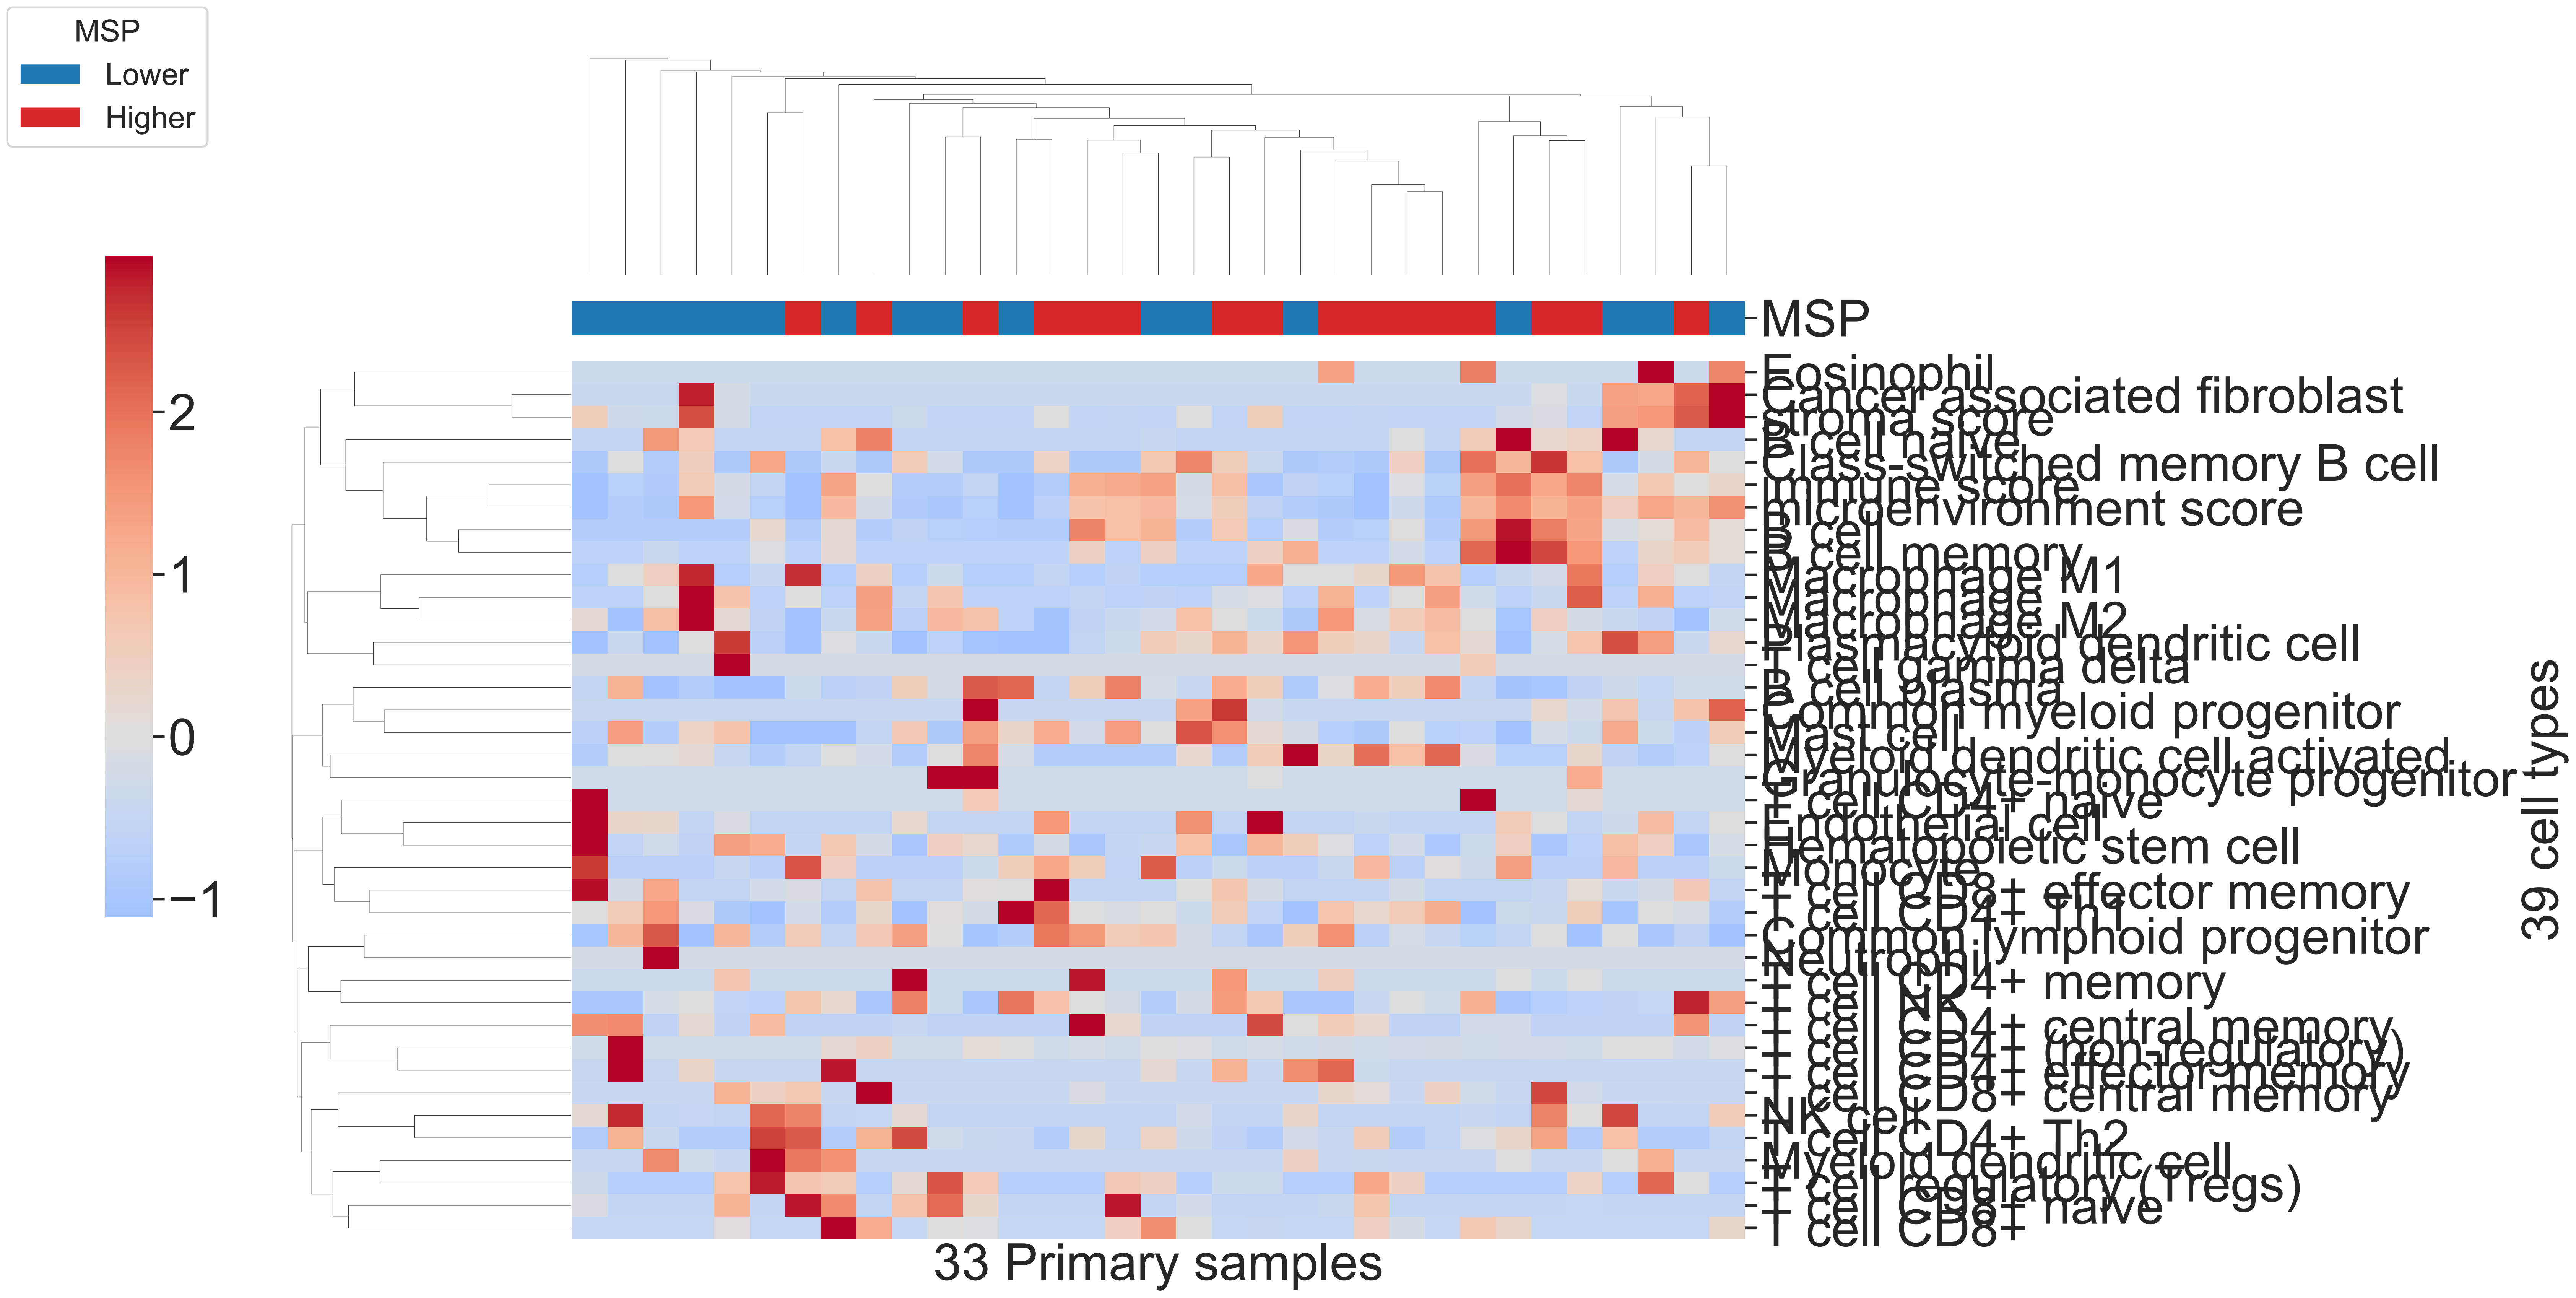 MSP
Lower
Higher
2
1
0
−1
MSP
Eosinophil
Cancer associated fibroblast
stroma score
B cell naive
Class-switched memory B cell
immune score
microenvironment score
B cell
B cell memory
Macrophage M1
Macrophage
Macrophage M2
Plasmacytoid dendritic cell
T cell gamma delta
B cell plasma
Common myeloid progenitor
Mast cell
Myeloid dendritic cell activated
Granulocyte-monocyte progenitor
T cell CD4+ naive
Endothelial cell
Hematopoietic stem cell
Monocyte
T cell CD8+ effector memory
T cell CD4+ Th1
Common lymphoid progenitor
Neutrophil
T cell CD4+ memory
T cell NK
T cell CD4+ central memory
T cell CD4+ (non-regulatory)
T cell CD4+ effector memory
T cell CD8+ central memory
NK cell
T cell CD4+ Th2
Myeloid dendritic cell
T cell regulatory (Tregs)
T cell CD8+ naive
T cell CD8+
39 cell types
33 Primary samples